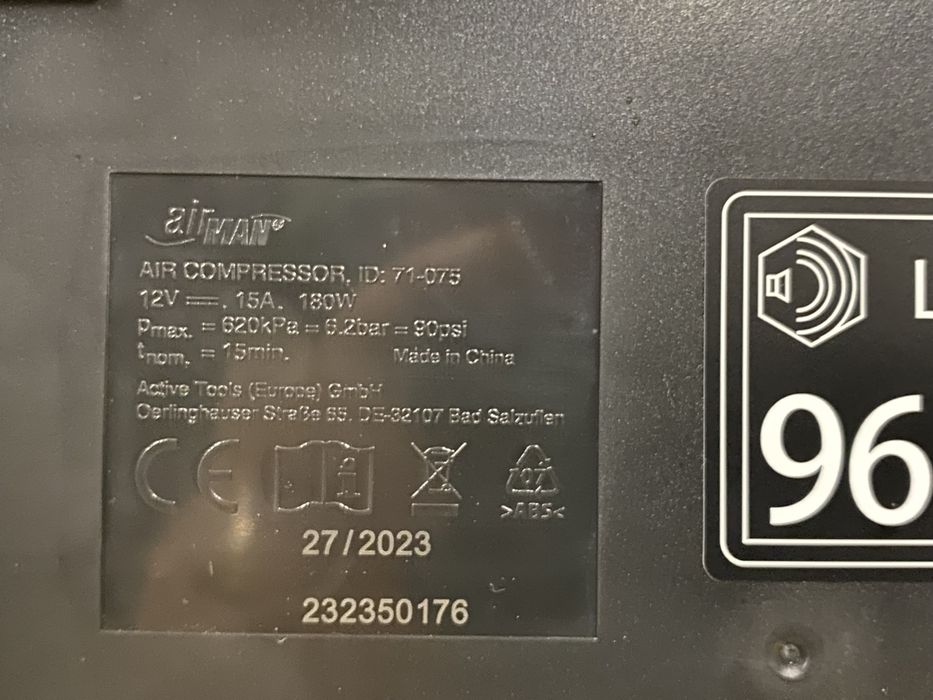 airMAN®
AIR COMPRESSOR, ID: 71-075
12V ⎓, 15A, 180W
pmax. = 620kPa = 6.2bar = 90psi
tnom. = 15min. Made in China
Active Tools (Europe) GmbH
Oerlinghauser Straße 65, DE-32107 Bad Salzuflen
CE
>ABS<
27/2023
232350176
L
96